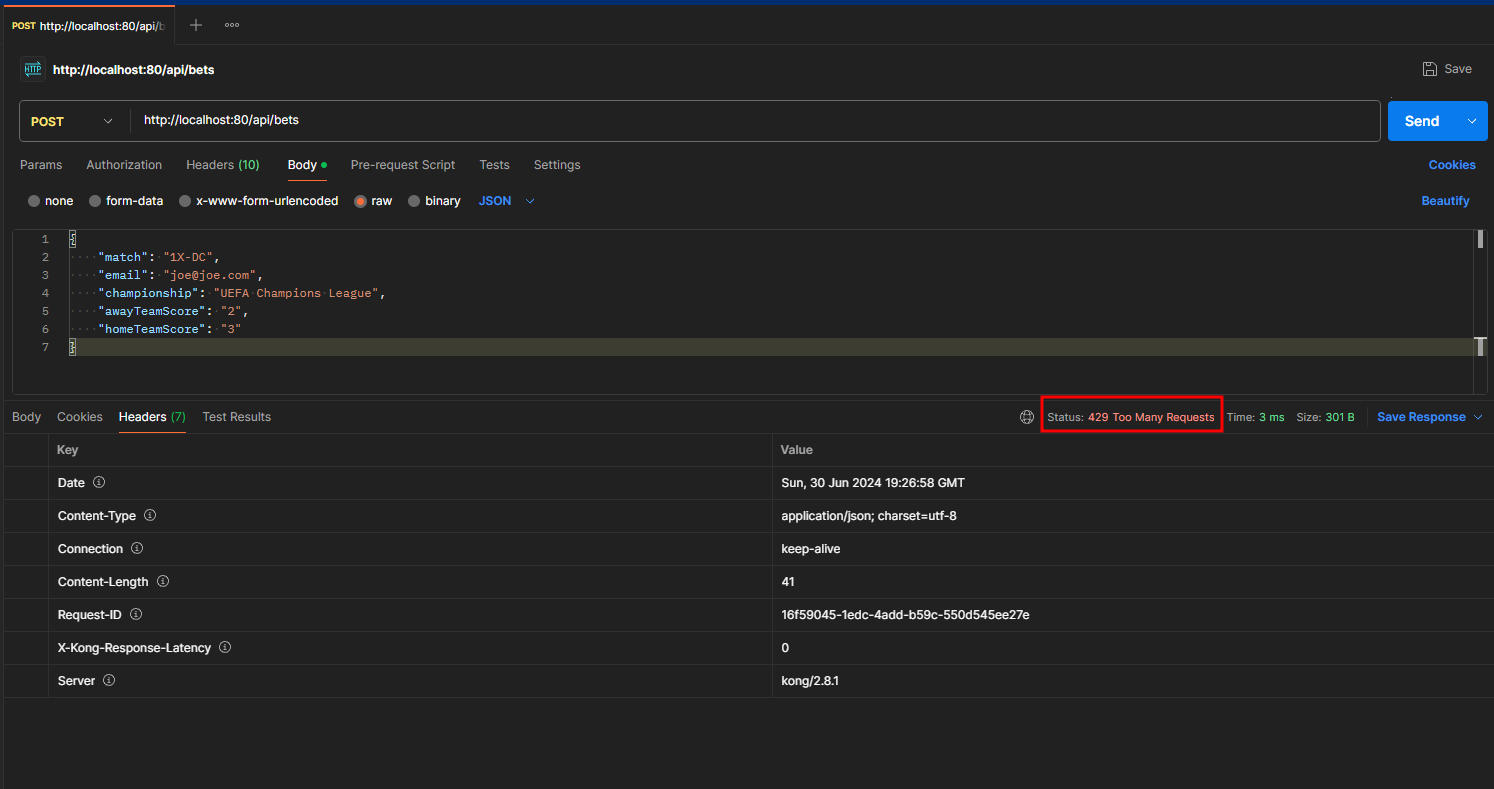 POST http://localhost:80/api/b
HTTP http://localhost:80/api/bets Save
POST http://localhost:80/api/bets Send
Params Authorization Headers (10) Body Pre-request Script Tests Settings Cookies
none form-data x-www-form-urlencoded raw binary JSON Beautify
1 {
2 ····"match":·"1X-DC",
3 ····"email":·"joe@joe.com",
4 ····"championship":·"UEFA·Champions·League",
5 ····"awayTeamScore":·"2",
6 ····"homeTeamScore":·"3"
7 }
Body Cookies Headers (7) Test Results Status: 429 Too Many Requests Time: 3 ms Size: 301 B Save Response
Key Value
Date Sun, 30 Jun 2024 19:26:58 GMT
Content-Type application/json; charset=utf-8
Connection keep-alive
Content-Length 41
Request-ID 16f59045-1edc-4add-b59c-550d545ee27e
X-Kong-Response-Latency 0
Server kong/2.8.1